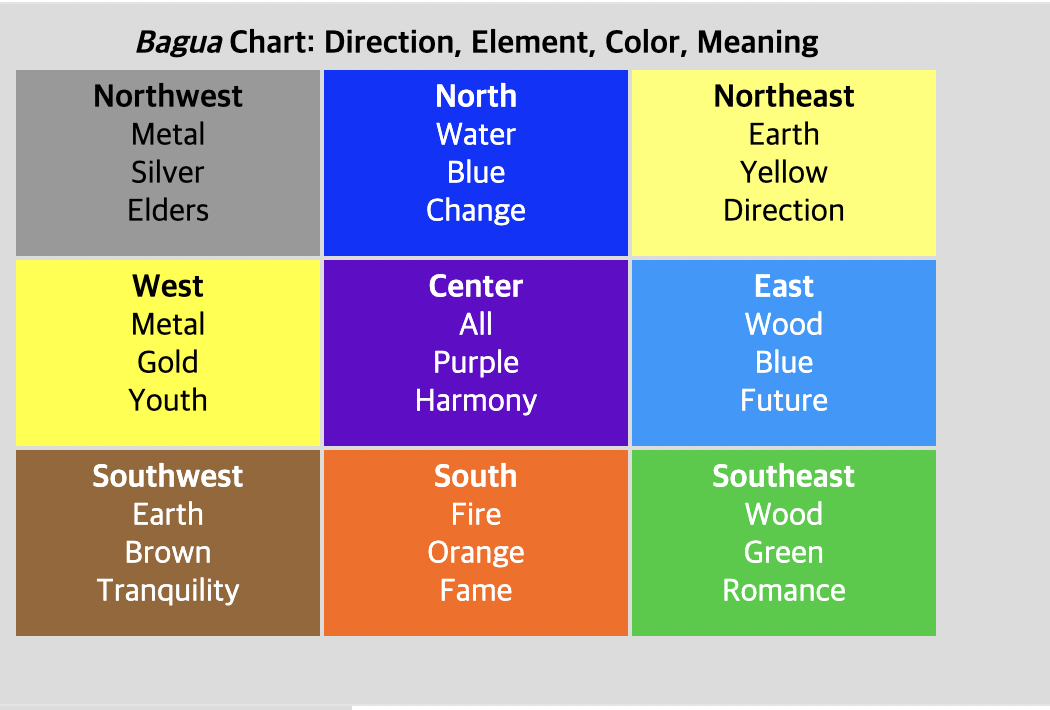 Bagua Chart: Direction, Element, Color, Meaning
Northwest
Metal
Silver
Elders
North
Water
Blue
Change
Northeast
Earth
Yellow
Direction
West
Metal
Gold
Youth
Center
All
Purple
Harmony
East
Wood
Blue
Future
Southwest
Earth
Brown
Tranquility
South
Fire
Orange
Fame
Southeast
Wood
Green
Romance